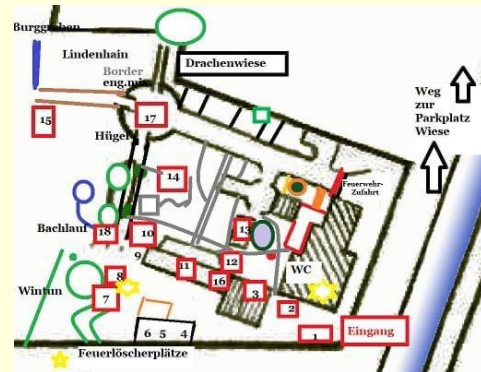 Burggraben
Lindenhain
Drachenwiese
Border
eng.mix
Weg
zur
Parkplatz
Wiese
15
17
Hügel
14
Feuerwehr-
Zufahrt
Bachlauf
18
10
13
9
12
WC
8
11
16
3
Wintun
7
2
6 5 4
1
Eingang
Feuerlöscherplätze